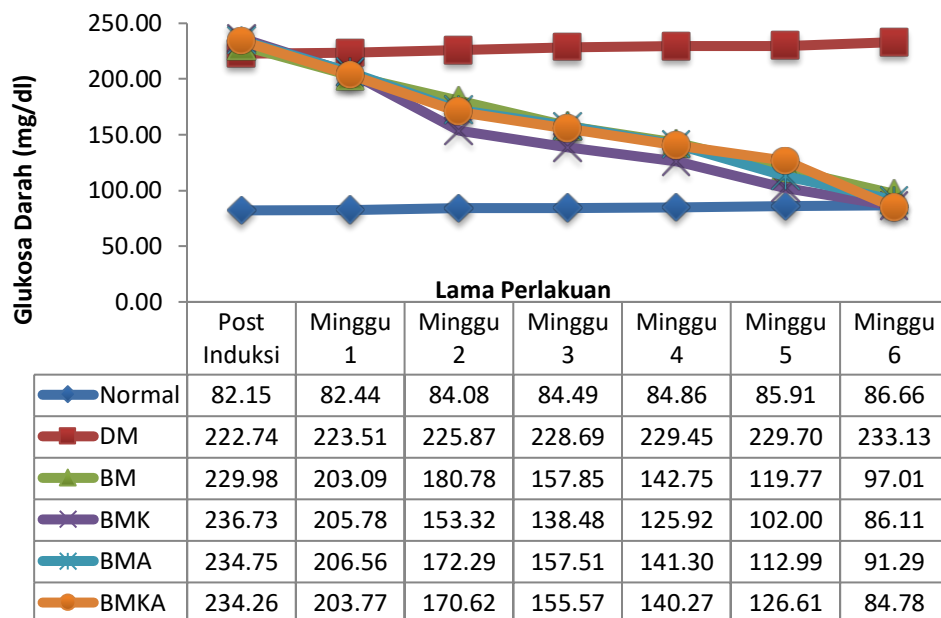 250.00
200.00
150.00
100.00
50.00
0.00
Glukosa Darah (mg/dl)
Lama Perlakuan
Post Induksi Minggu 1 Minggu 2 Minggu 3 Minggu 4 Minggu 5 Minggu 6
Normal 82.15 82.44 84.08 84.49 84.86 85.91 86.66
DM 222.74 223.51 225.87 228.69 229.45 229.70 233.13
BM 229.98 203.09 180.78 157.85 142.75 119.77 97.01
BMK 236.73 205.78 153.32 138.48 125.92 102.00 86.11
BMA 234.75 206.56 172.29 157.51 141.30 112.99 91.29
BMKA 234.26 203.77 170.62 155.57 140.27 126.61 84.78